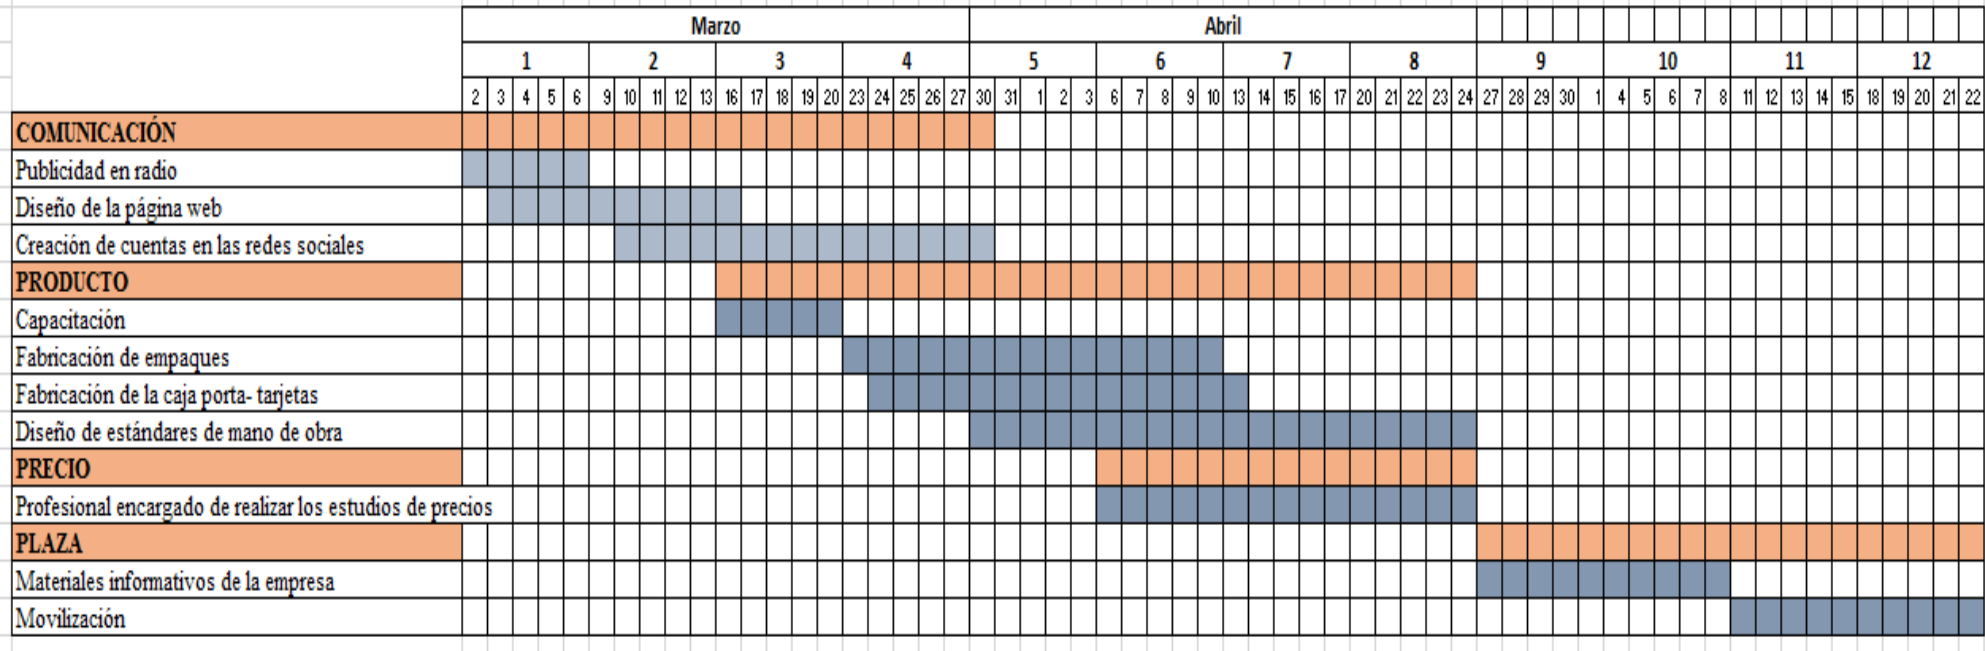 Marzo Abril
1 2 3 4 5 6 7 8 9 10 11 12
2 3 4 5 6 9 10 11 12 13 16 17 18 19 20 23 24 25 26 27 30 31 1 2 3 6 7 8 9 10 13 14 15 16 17 20 21 22 23 24 27 28 29 30 1 4 5 6 7 8 11 12 13 14 15 18 19 20 21 22
COMUNICACIÓN
Publicidad en radio
Diseño de la página web
Creación de cuentas en las redes sociales
PRODUCTO
Capacitación
Fabricación de empaques
Fabricación de la caja porta- tarjetas
Diseño de estándares de mano de obra
PRECIO
Profesional encargado de realizar los estudios de precios
PLAZA
Materiales informativos de la empresa
Movilización